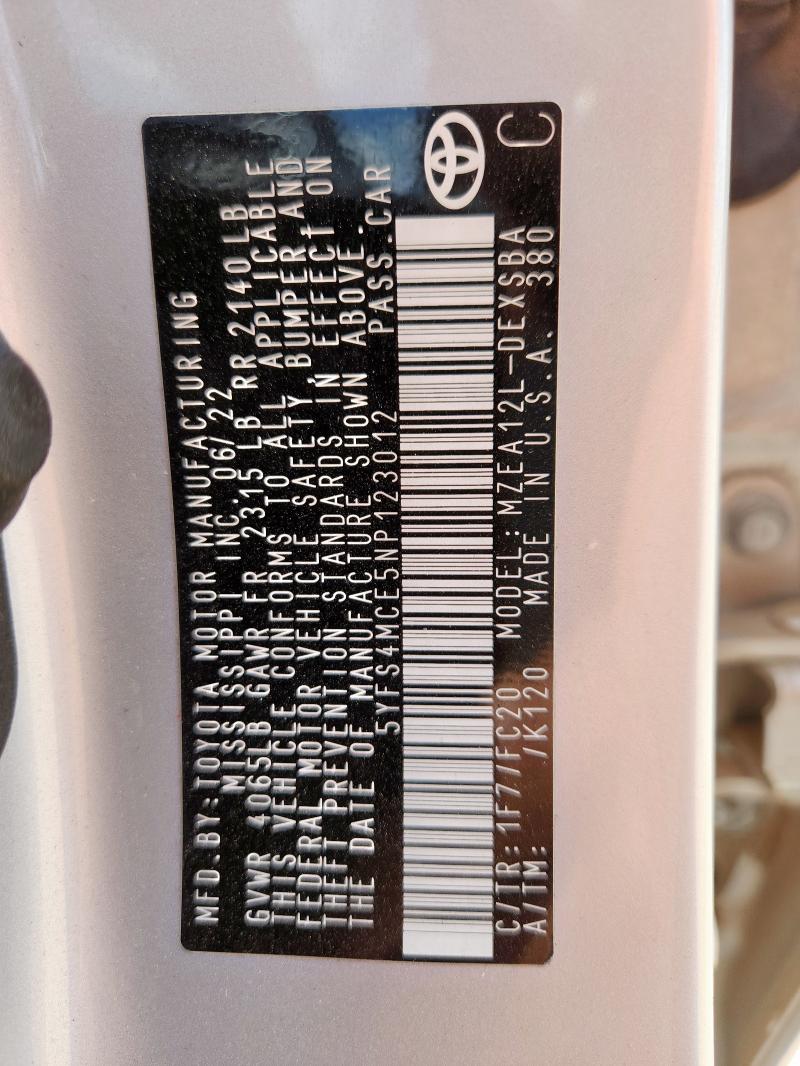 MFD.BY:TOYOTA MOTOR MANUFACTURING
MISSISSIPPI INC. 06/22
GVWR 4065LB GAWR FR 2315 LB RR 2140LB
THIS VEHICLE CONFORMS TO ALL APPLICABLE
FEDERAL MOTOR VEHICLE SAFETY, BUMPER AND
THEFT PREVENTION STANDARDS IN EFFECT ON
THE DATE OF MANUFACTURE SHOWN ABOVE.
5YFS4MCE5NP123012 PASS.CAR
C/TR:1F7/FC20 MODEL:MZEA12L-DEXSBA C
A/TM: /K120 MADE IN U.S.A. 380